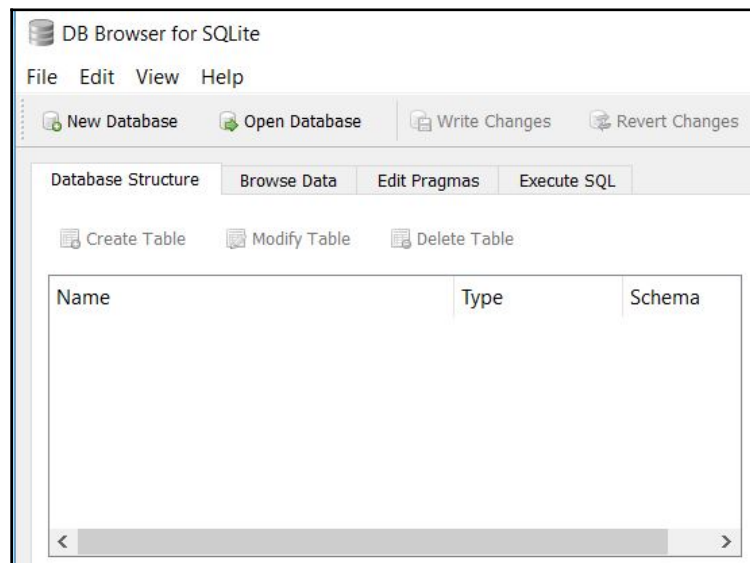 DB Browser for SQLite
File Edit View Help
New Database Open Database Write Changes Revert Changes
Database Structure Browse Data Edit Pragmas Execute SQL
Create Table Modify Table Delete Table
Name Type Schema